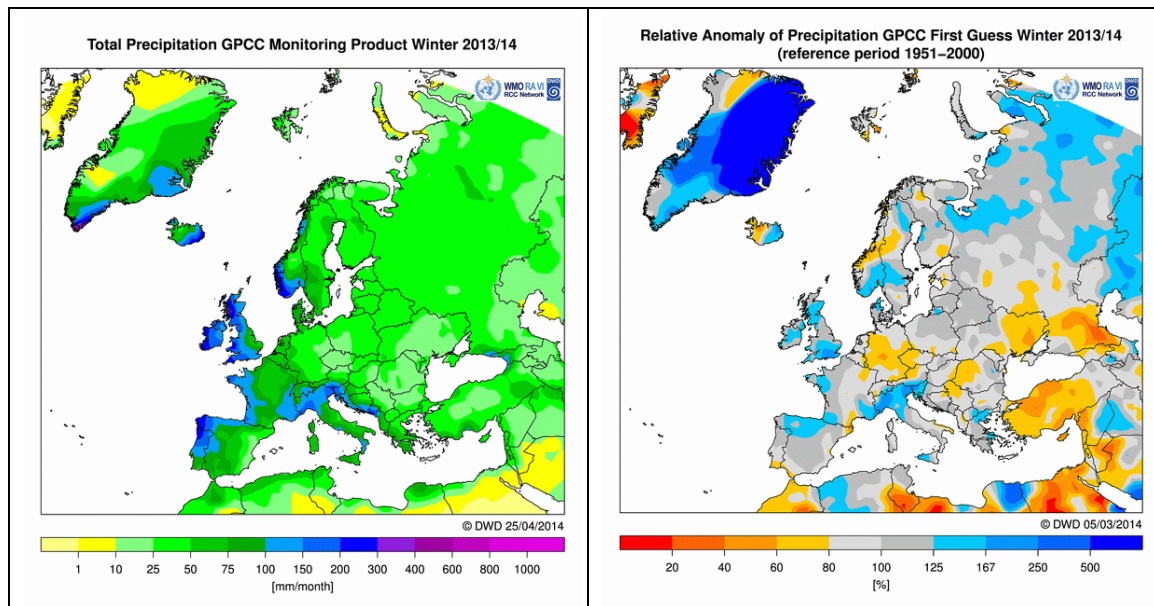 Total Precipitation GPCC Monitoring Product Winter 2013/14
WMO RA VI
RCC Network
DWD
© DWD 25/04/2014
1 10 25 50 75 100 150 200 300 400 600 800 1000
[mm/month]
Relative Anomaly of Precipitation GPCC First Guess Winter 2013/14
(reference period 1951–2000)
WMO RA VI
RCC Network
DWD
© DWD 05/03/2014
20 40 60 80 100 125 167 250 500
[%]